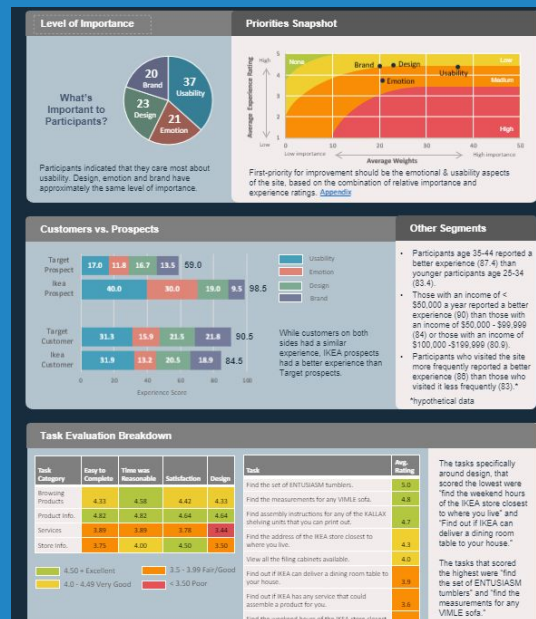 Level of Importance
What's
Important to
Participants?
20
Brand
37
Usability
23
Design
21
Emotion
Participants indicated that they care most about
usability. Design, emotion and brand have
approximately the same level of importance.
Priorities Snapshot
Average Experience Rating
High
Low
5
4
3
2
1
None
Low
Medium
High
Brand
Design
Emotion
Usability
0
10
20
30
40
50
Low importance
Average Weights
High importance
First-priority for improvement should be the emotional & usability aspects
of the site, based on the combination of relative importance and
experience ratings. Appendix
Customers vs. Prospects
Target
Prospect
17.0 11.8 16.7 13.5 59.0
Ikea
Prospect
40.0 30.0 19.0 9.5 98.5
Target
Customer
31.3 15.9 21.5 21.8 90.5
Ikea
Customer
31.9 13.2 20.5 18.9 84.5
0 20 40 60 80 100
Experience Score
Usability
Emotion
Design
Brand
While customers on both
sides had a similar
experience, IKEA prospects
had a better experience than
Target prospects.
Other Segments
• Participants age 35-44 reported a
better experience (87.4) than
younger participants age 25-34
(83.4).
• Those with an income of <
$50,000 a year reported a better
experience (90) than those with
an income of $50,000 - $99,999
(84) or those with an income of
$100,000 -$199,999 (80.9).
• Participants who visited the site
more frequently reported a better
experience (86) than those who
visited it less frequently (83).*
*hypothetical data
Task Evaluation Breakdown
Task
Category
Easy to
Complete
Time was
Reasonable
Satisfaction
Design
Browsing
Products
4.33 4.58 4.42 4.33
Product Info. 4.82 4.82 4.64 4.64
Services 3.89 3.89 3.78 3.44
Store Info. 3.75 4.00 4.50 3.50
4.50 + Excellent
3.5 - 3.99 Fair/Good
4.0 - 4.49 Very Good
< 3.50 Poor
Task
Avg.
Rating
Find the set of ENTUSIASM tumblers. 5.0
Find the measurements for any VIMLE sofa. 4.8
Find assembly instructions for any of the KALLAX
shelving units that you can print out.
4.7
Find the address of the IKEA store closest to
where you live.
4.3
View all the filing cabinets available. 4.0
Find out if IKEA can deliver a dining room table to
your house.
3.9
Find out if IKEA has any service that could
assemble a product for you.
3.6
Find the weekend hours of the IKEA store closest
The tasks specifically
around design, that
scored the lowest were
"find the weekend hours
of the IKEA store closest
to where you live" and
"Find out if IKEA can
deliver a dining room
table to your house."
The tasks that scored
the highest were "find
the set of ENTUSIASM
tumblers" and "find the
measurements for any
VIMLE sofa."